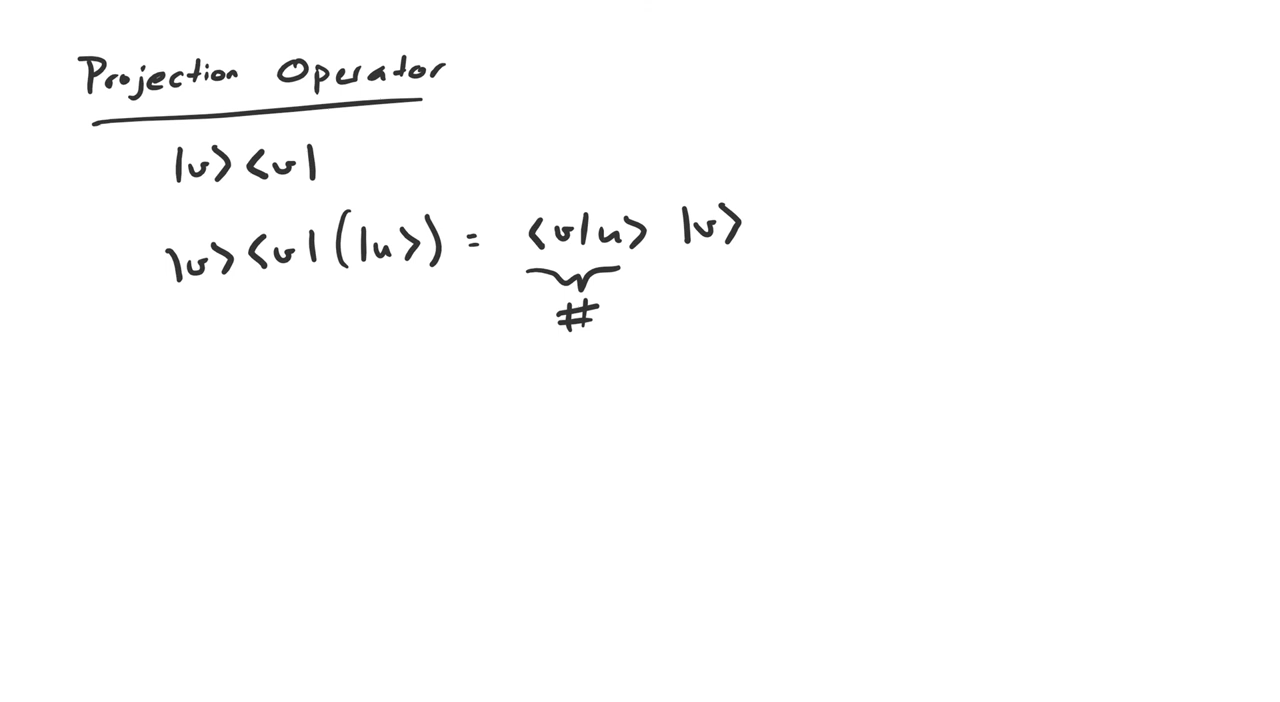 Projection Operator
|v><v|
|v><v|(|u>) = <v|u> |v>
#